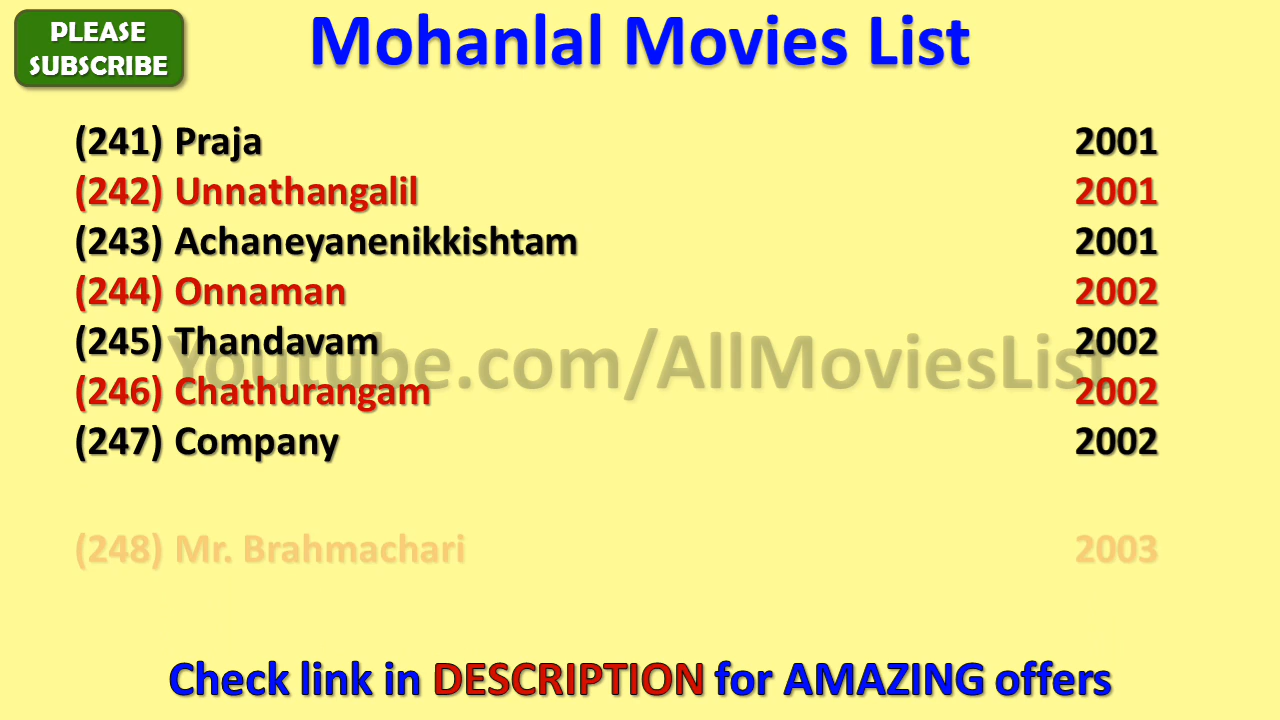 PLEASE
SUBSCRIBE
Mohanlal Movies List
(241) Praja 2001
(242) Unnathangalil 2001
(243) Achaneyanenikkishtam 2001
(244) Onnaman 2002
(245) Thandavam 2002
Youtube.com/AllMoviesList
(246) Chathurangam 2002
(247) Company 2002
(248) Mr. Brahmachari 2003
Check link in DESCRIPTION for AMAZING offers